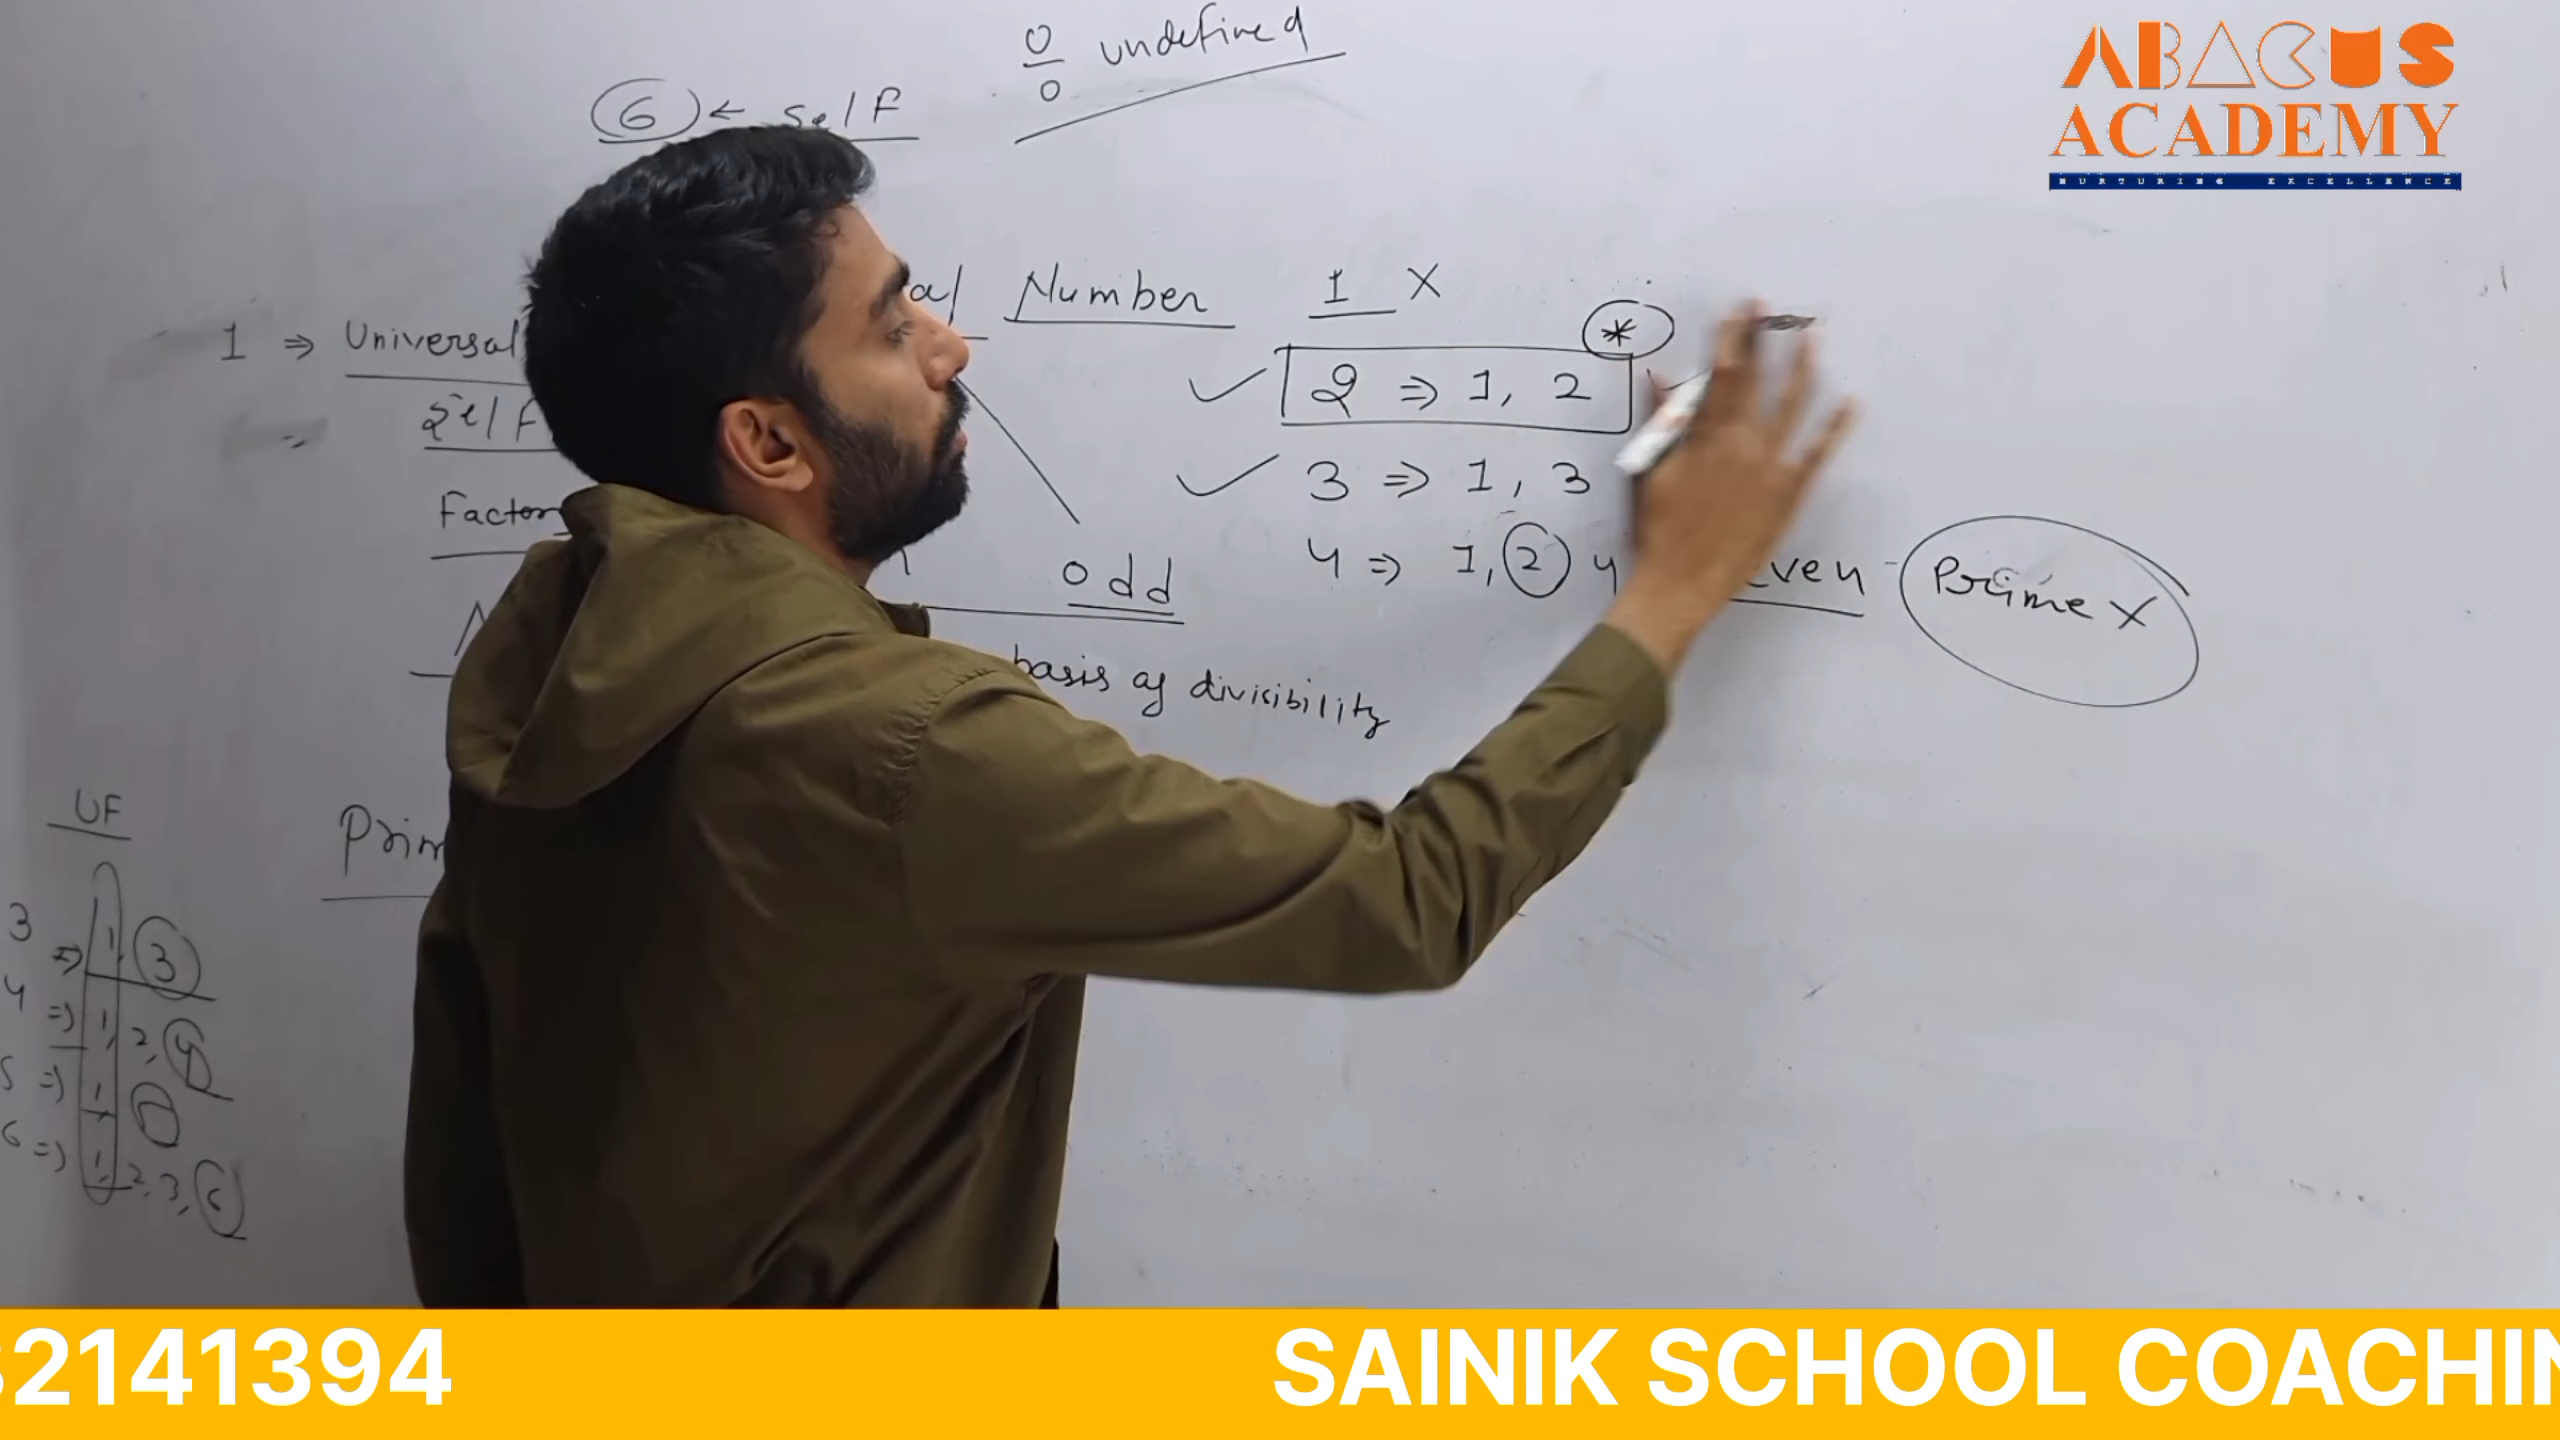 0/0 undefined
6 ← Self
ABACUS
ACADEMY
NURTURING EXCELLENCE
Number 1 X
1 ⇒ Universal
*
✓ 2 ⇒ 1, 2
Self
✓ 3 ⇒ 1, 3
Factor
4 ⇒ 1, 2 4
even Prime X
odd
basis of divisibility
UF
3 ⇒ 1, 3
4 ⇒ 1, 2, 4
5 ⇒ 1
6 ⇒ 1, 2, 3, 6
2141394
SAINIK SCHOOL